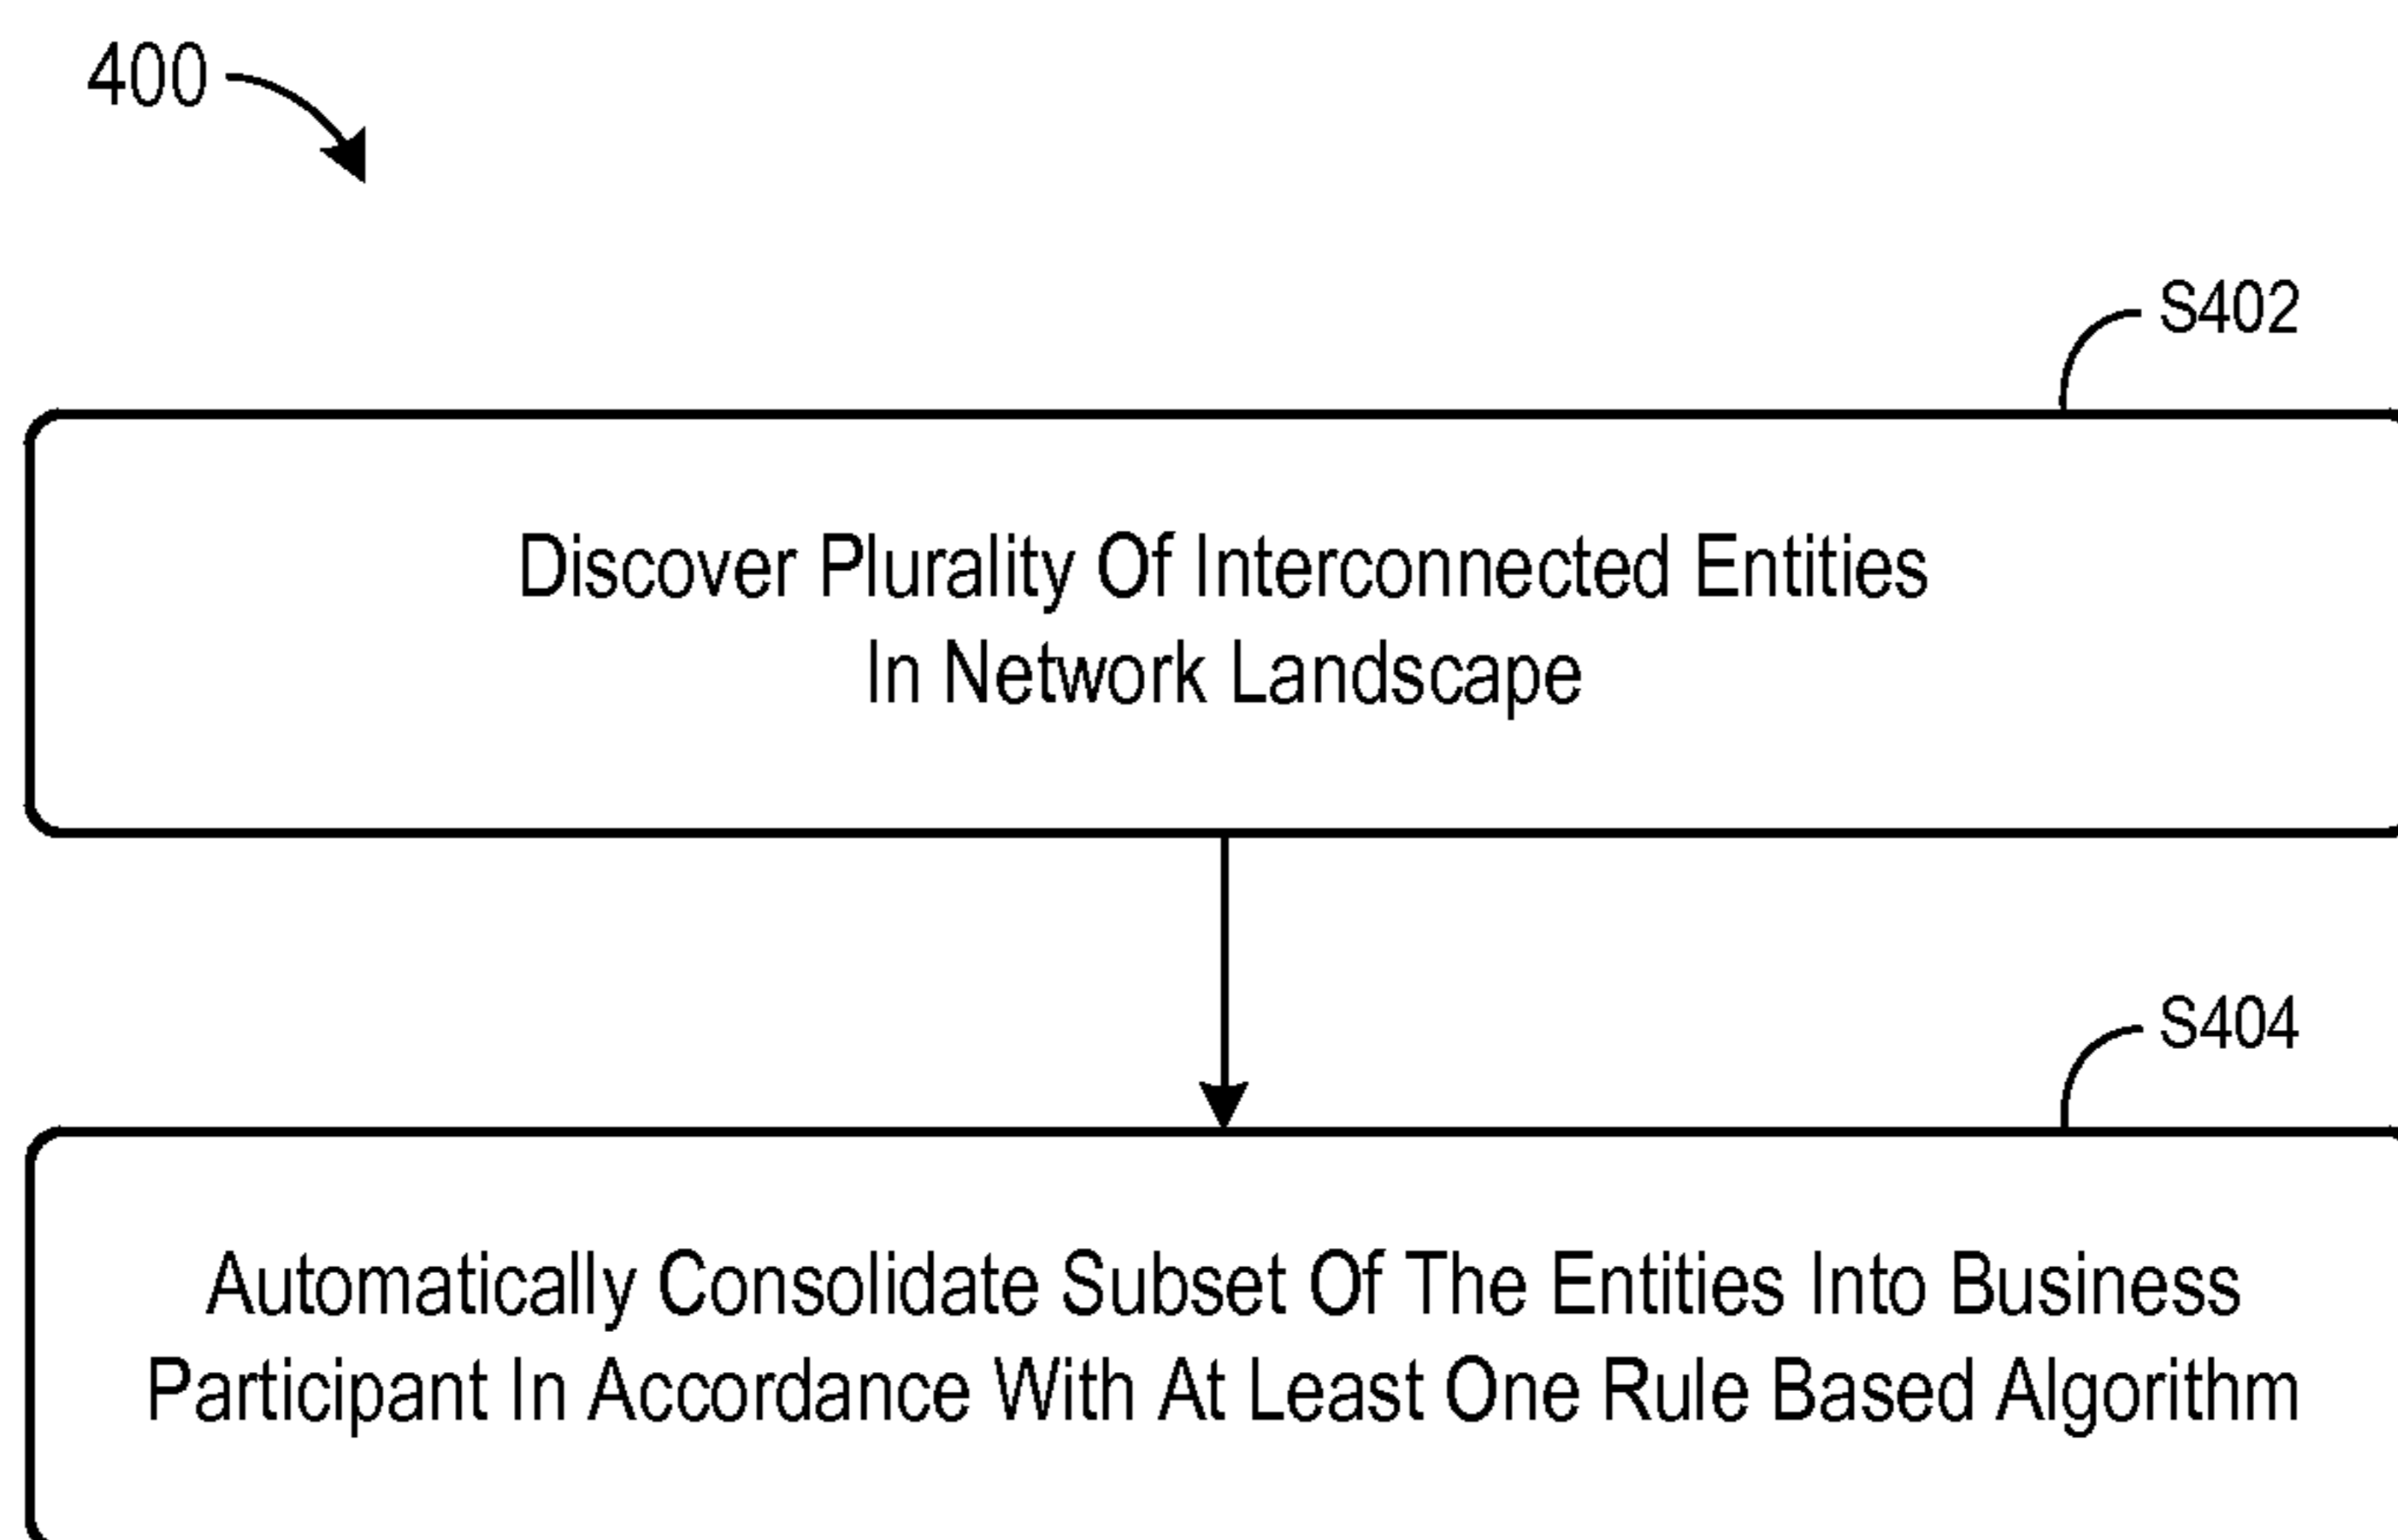 400
S402
Discover Plurality Of Interconnected Entities
In Network Landscape
S404
Automatically Consolidate Subset Of The Entities Into Business
Participant In Accordance With At Least One Rule Based Algorithm